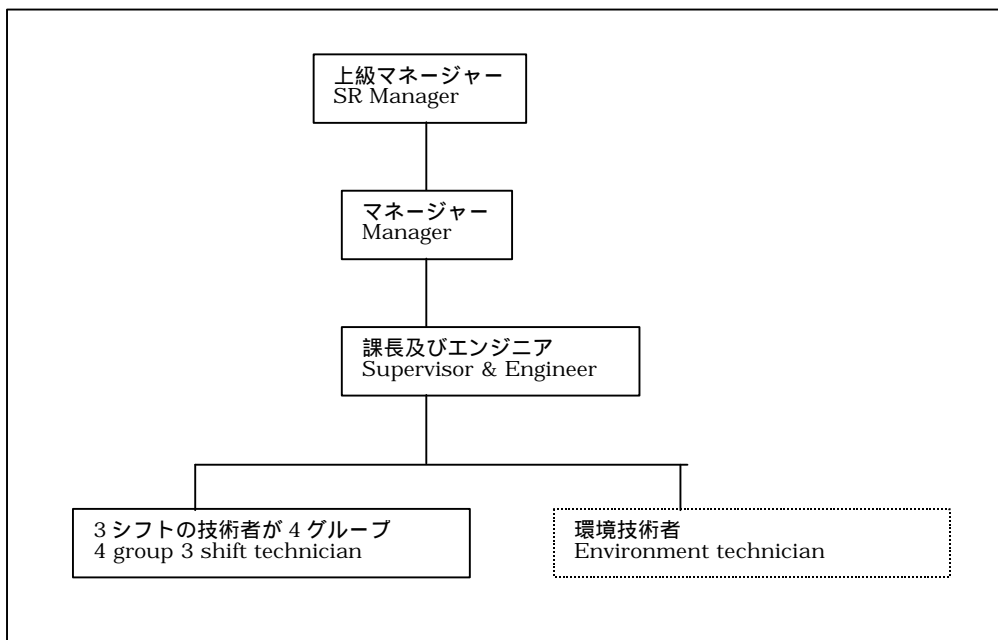 上級マネージャー
SR Manager
マネージャー
Manager
課長及びエンジニア
Supervisor & Engineer
3 シフトの技術者が 4 グループ
4 group 3 shift technician
環境技術者
Environment technician